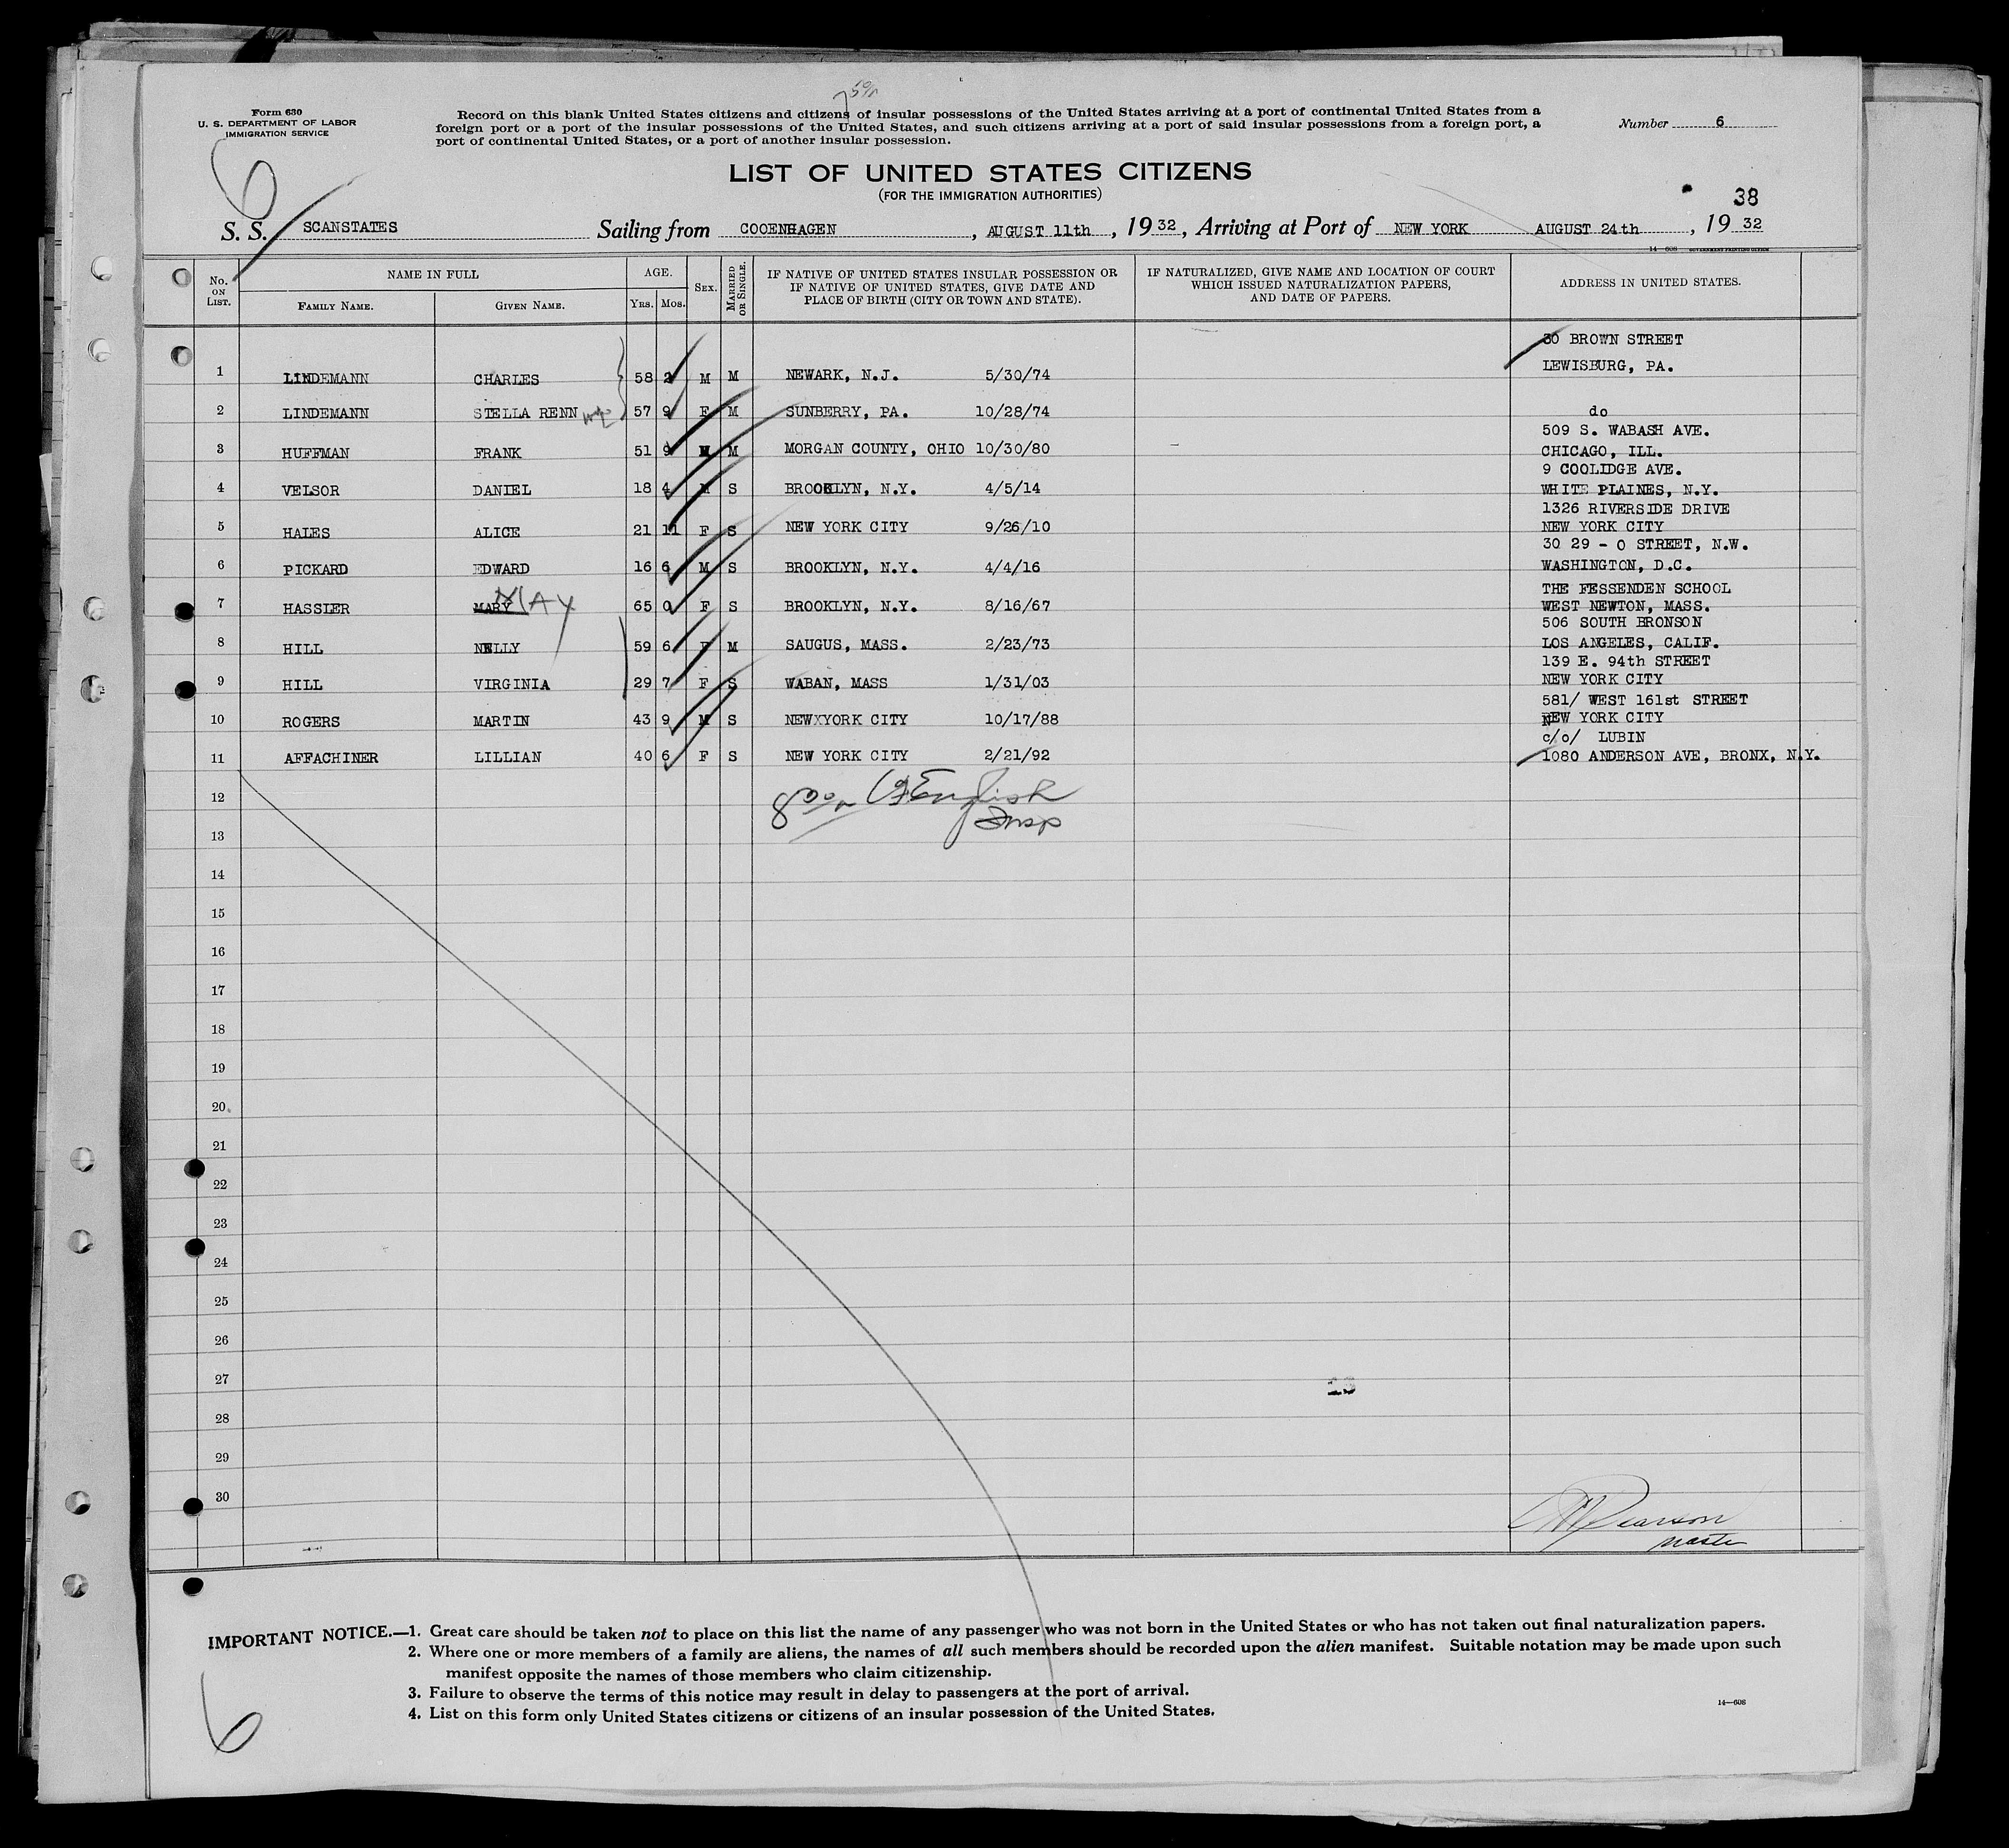 Form 630
U. S. DEPARTMENT OF LABOR
IMMIGRATION SERVICE
Record on this blank United States citizens and citizens of insular possessions of the United States arriving at a port of continental United States from a
foreign port or a port of the insular possessions of the United States, and such citizens arriving at a port of said insular possessions from a foreign port, a
port of continental United States, or a port of another insular possession.
Number 6
6
LIST OF UNITED STATES CITIZENS
(FOR THE IMMIGRATION AUTHORITIES)
38
S. S. SCANSTATES Sailing from COOENHAGEN, AUGUST 11th, 1932, Arriving at Port of NEW YORK AUGUST 24th, 1932
14—608 GOVERNMENT PRINTING OFFICE
No. ON LIST. NAME IN FULL FAMILY NAME. GIVEN NAME. AGE. YRS. MOS. SEX. MARRIED OR SINGLE. IF NATIVE OF UNITED STATES INSULAR POSSESSION OR IF NATIVE OF UNITED STATES, GIVE DATE AND PLACE OF BIRTH (CITY OR TOWN AND STATE). IF NATURALIZED, GIVE NAME AND LOCATION OF COURT WHICH ISSUED NATURALIZATION PAPERS, AND DATE OF PAPERS. ADDRESS IN UNITED STATES.
30 BROWN STREET
1 LINDEMANN CHARLES 58 2 M M NEWARK, N.J. 5/30/74 LEWISBURG, PA.
2 LINDEMANN STELLA RENN 57 9 F M SUNBERRY, PA. 10/28/74 do
509 S. WABASH AVE.
3 HUFFMAN FRANK 51 9 M M MORGAN COUNTY, OHIO 10/30/80 CHICAGO, ILL.
9 COOLIDGE AVE.
4 VELSOR DANIEL 18 4 M S BROOKLYN, N.Y. 4/5/14 WHITE PLAINES, N.Y.
1326 RIVERSIDE DRIVE
5 HALES ALICE 21 11 F S NEW YORK CITY 9/26/10 NEW YORK CITY
30 29 - O STREET, N.W.
6 PICKARD EDWARD 16 6 M S BROOKLYN, N.Y. 4/4/16 WASHINGTON, D.C.
THE FESSENDEN SCHOOL
7 HASSLER MARY MAY 65 0 F S BROOKLYN, N.Y. 8/16/67 WEST NEWTON, MASS.
506 SOUTH BRONSON
8 HILL NELLY 59 6 F M SAUGUS, MASS. 2/23/73 LOS ANGELES, CALIF.
139 E. 94th STREET
9 HILL VIRGINIA 29 7 F S WABAN, MASS 1/31/03 NEW YORK CITY
581/ WEST 161st STREET
10 ROGERS MARTIN 43 9 M S NEWXYORK CITY 10/17/88 NEW YORK CITY
c/o/ LUBIN
11 AFFACHINER LILLIAN 40 6 F S NEW YORK CITY 2/21/92 1080 ANDERSON AVE, BRONX, N.Y.
12 English
13 Insp
14
15
16
17
18
19
20
21
22
23
24
25
26
27
28
29
30
Pearson
Master
IMPORTANT NOTICE.—1. Great care should be taken not to place on this list the name of any passenger who was not born in the United States or who has not taken out final naturalization papers.
2. Where one or more members of a family are aliens, the names of all such members should be recorded upon the alien manifest. Suitable notation may be made upon such
manifest opposite the names of those members who claim citizenship.
3. Failure to observe the terms of this notice may result in delay to passengers at the port of arrival.
4. List on this form only United States citizens or citizens of an insular possession of the United States.
14—608
6